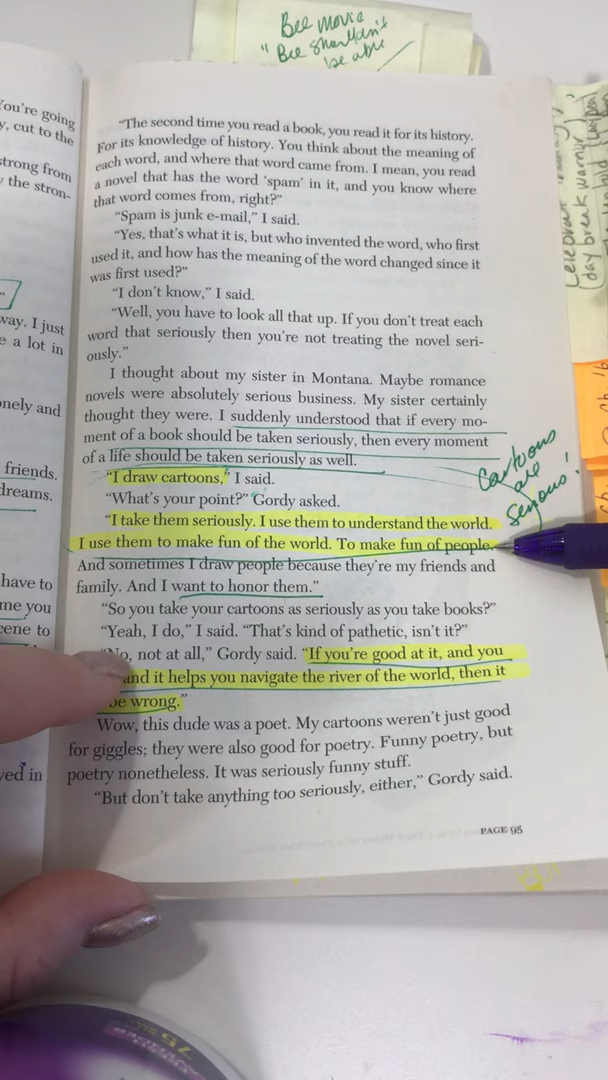 Bee movie
"Bee Shouldn't
be able
"The second time you read a book, you read it for its history.
For its knowledge of history. You think about the meaning of
each word, and where that word came from. I mean, you read
a novel that has the word 'spam' in it, and you know where
that word comes from, right?"
"Spam is junk e-mail," I said.
"Yes, that's what it is, but who invented the word, who first
used it, and how has the meaning of the word changed since it
was first used?"
"I don't know," I said.
"Well, you have to look all that up. If you don't treat each
word that seriously then you're not treating the novel seri-
ously."
I thought about my sister in Montana. Maybe romance
novels were absolutely serious business. My sister certainly
thought they were. I suddenly understood that if every mo-
ment of a book should be taken seriously, then every moment
of a life should be taken seriously as well.
"I draw cartoons," I said.
"What's your point?" Gordy asked.
"I take them seriously. I use them to understand the world.
I use them to make fun of the world. To make fun of people.
And sometimes I draw people because they're my friends and
family. And I want to honor them."
"So you take your cartoons as seriously as you take books?"
"Yeah, I do," I said. "That's kind of pathetic, isn't it?"
"No, not at all," Gordy said. "If you're good at it, and you
and it helps you navigate the river of the world, then it
be wrong."
Wow, this dude was a poet. My cartoons weren't just good
for giggles; they were also good for poetry. Funny poetry, but
poetry nonetheless. It was seriously funny stuff.
"But don't take anything too seriously, either," Gordy said.
PAGE 95
Cartoons
are
serious!
You're going
y, cut to the
strong from
the stron-
way. I just
e a lot in
nely and
friends.
dreams.
have to
me you
cene to
ved in
day break warrior
75